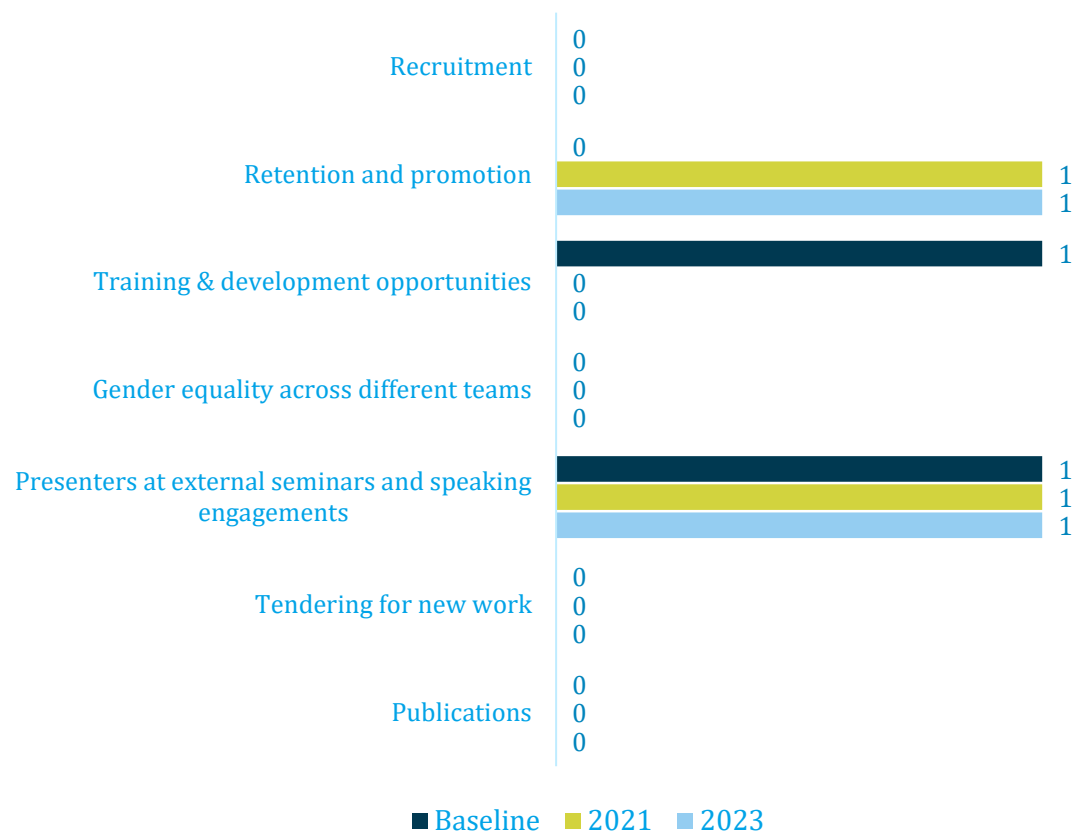 0
Recruitment 0
0
0
Retention and promotion 1
1
1
Training & development opportunities 0
0
0
Gender equality across different teams 0
0
1
Presenters at external seminars and speaking 1
engagements 1
0
Tendering for new work 0
0
0
Publications 0
0
Baseline 2021 2023